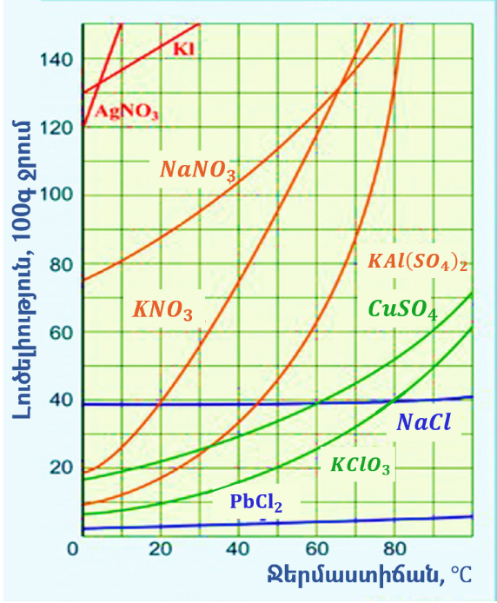 Լուծելիություն, 100գ ջրում
140
120
100
80
60
40
20
KI
AgNO₃
NaNO₃
KAl(SO₄)₂
KNO₃
CuSO₄
NaCl
KClO₃
PbCl₂
0 20 40 60 80
Ջերմաստիճան, °C